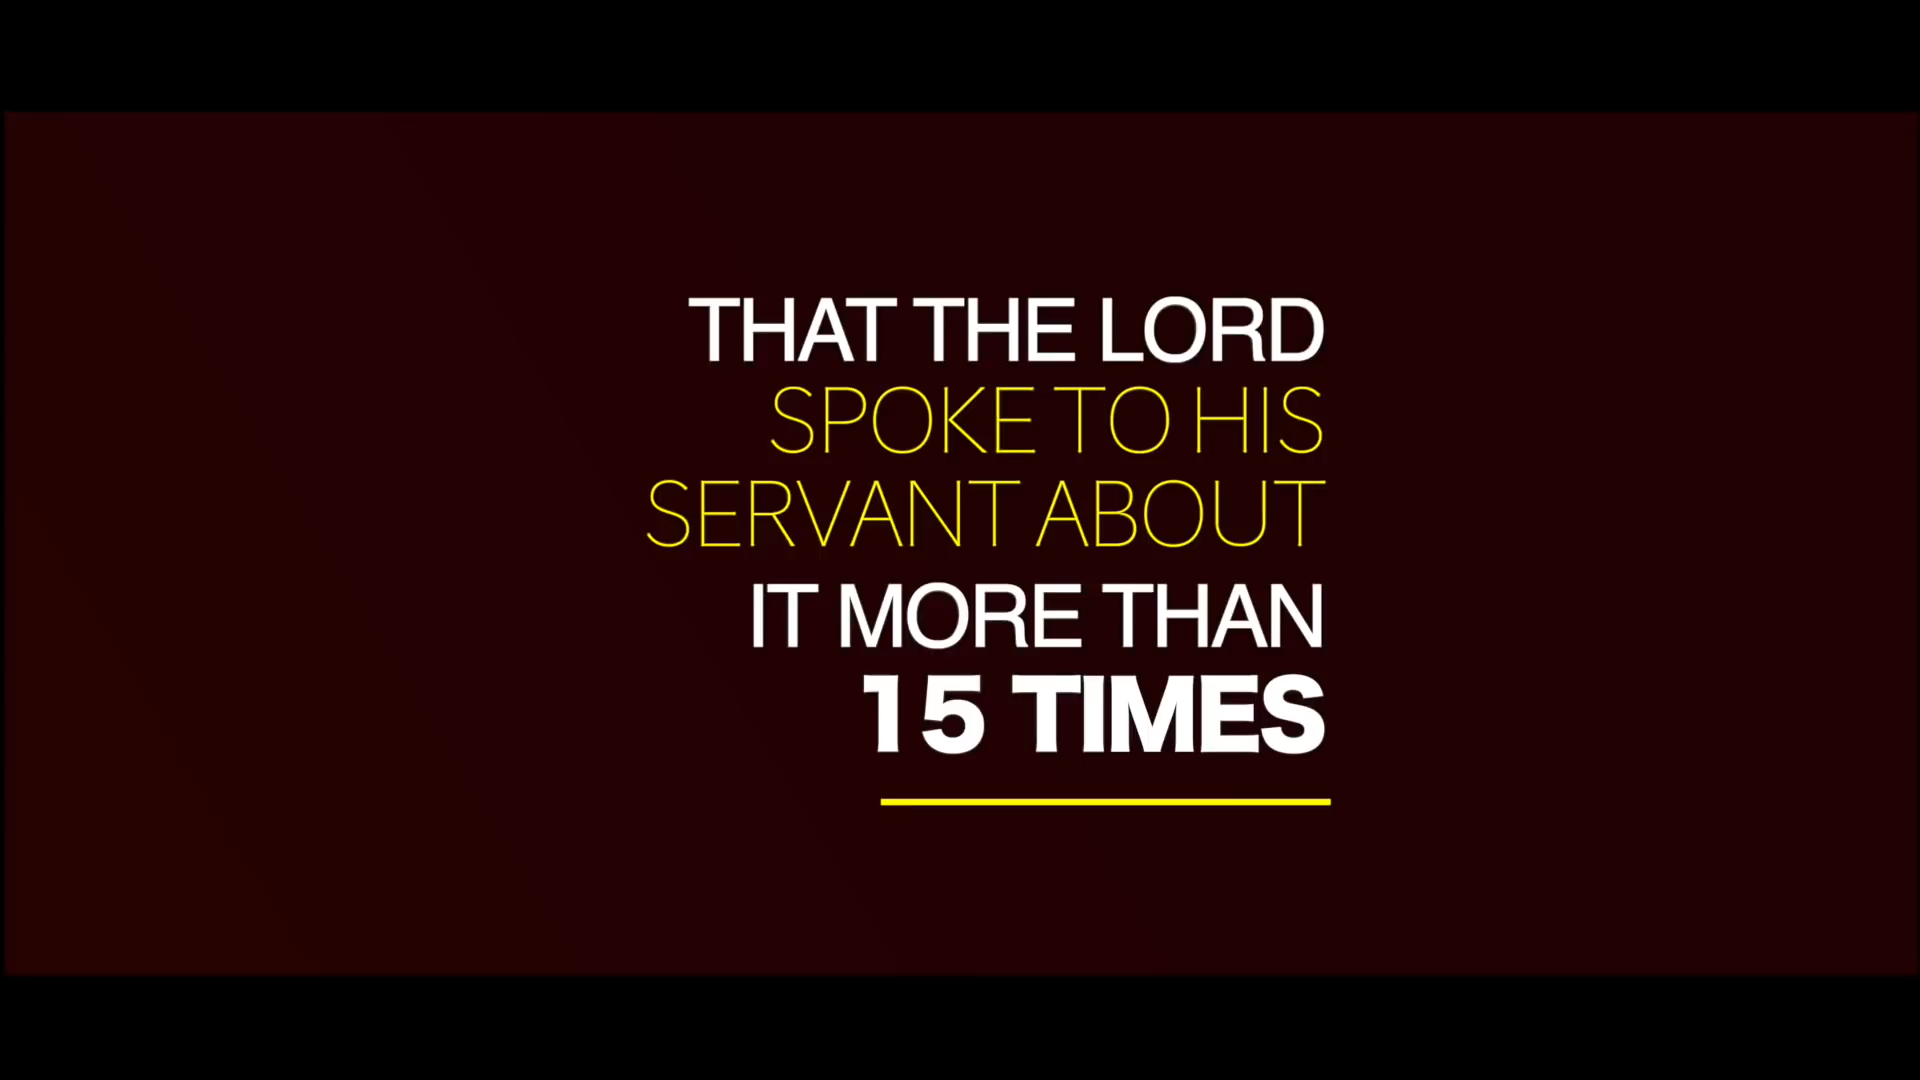 THAT THE LORD
SPOKE TO HIS
SERVANT ABOUT
IT MORE THAN
15 TIMES